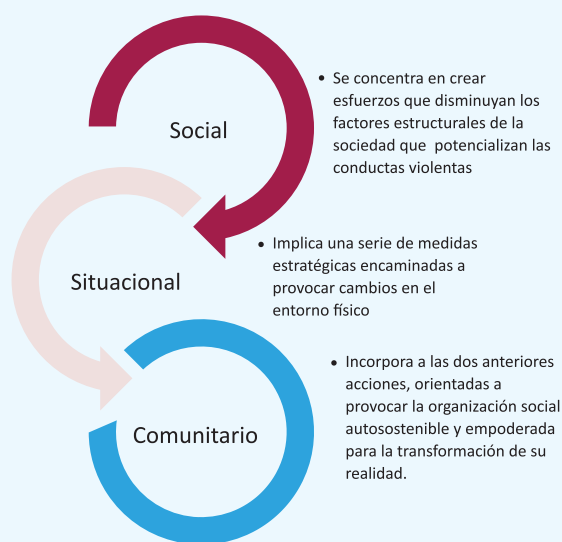 Social
• Se concentra en crear
esfuerzos que disminuyan los
factores estructurales de la
sociedad que potencializan las
conductas violentas
Situacional
• Implica una serie de medidas
estratégicas encaminadas a
provocar cambios en el
entorno físico
Comunitario
• Incorpora a las dos anteriores
acciones, orientadas a
provocar la organización social
autosostenible y empoderada
para la transformación de su
realidad.